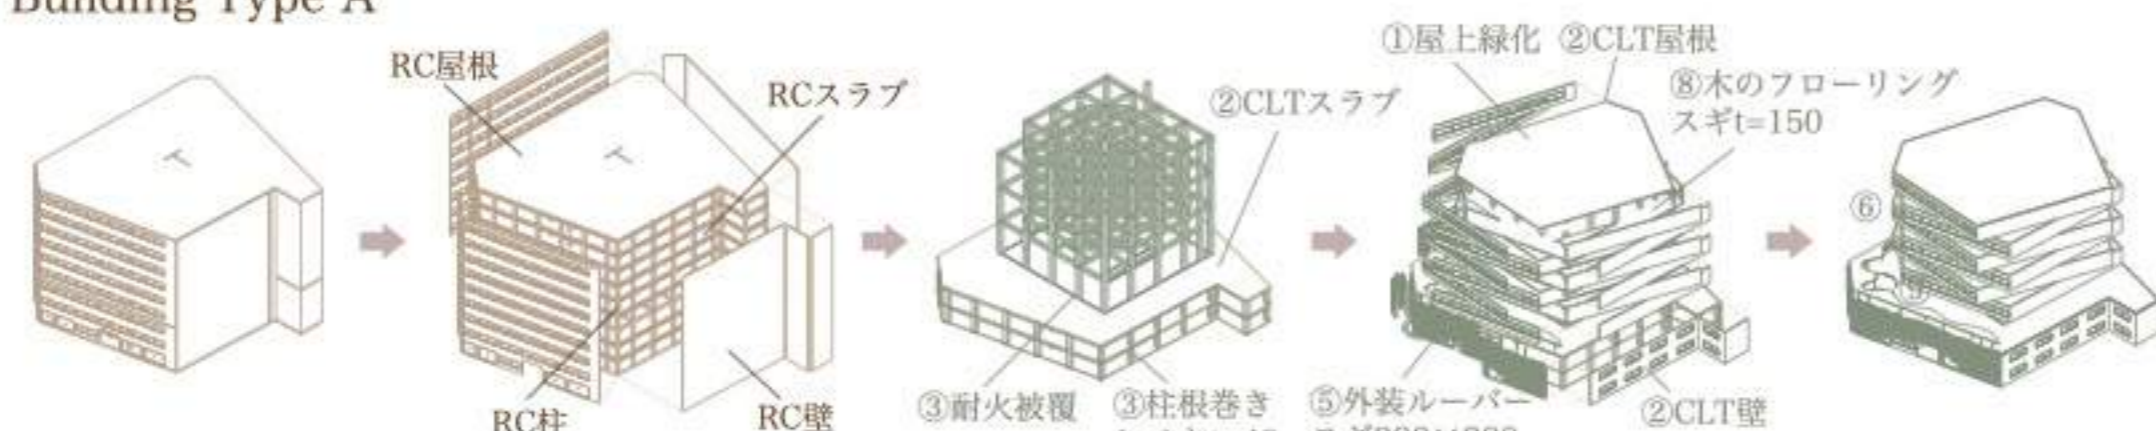 Building Type A
RC屋根
RCスラブ
RC柱
RC壁
②CLTスラブ
③耐火被覆
③柱根巻き
①屋上緑化
②CLT屋根
⑧木のフローリング
スギt=150
⑤外装ルーバー
②CLT壁
⑥